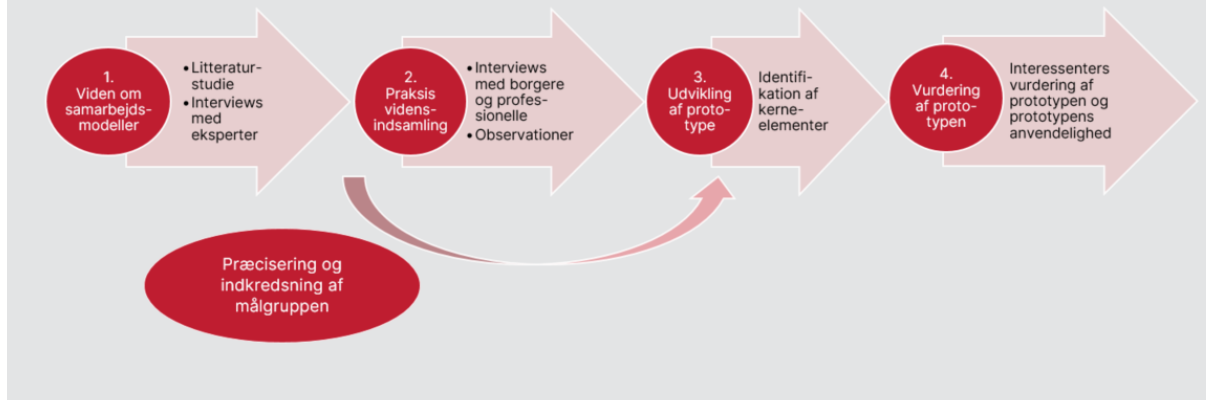 1.
Viden om
samarbejds-
modeller
• Litteratur-
studie
• Interviews
med
eksperter
2.
Praksis
videns-
indsamling
• Interviews
med borgere
og profes-
sionelle
• Observationer
3.
Udvikling
af proto-
type
Identifi-
kation af
kerne-
elementer
4.
Vurdering
af proto-
typen
Interessenters
vurdering af
prototypen og
prototypens
anvendelighed
Præcisering og
indkredsning af
målgruppen